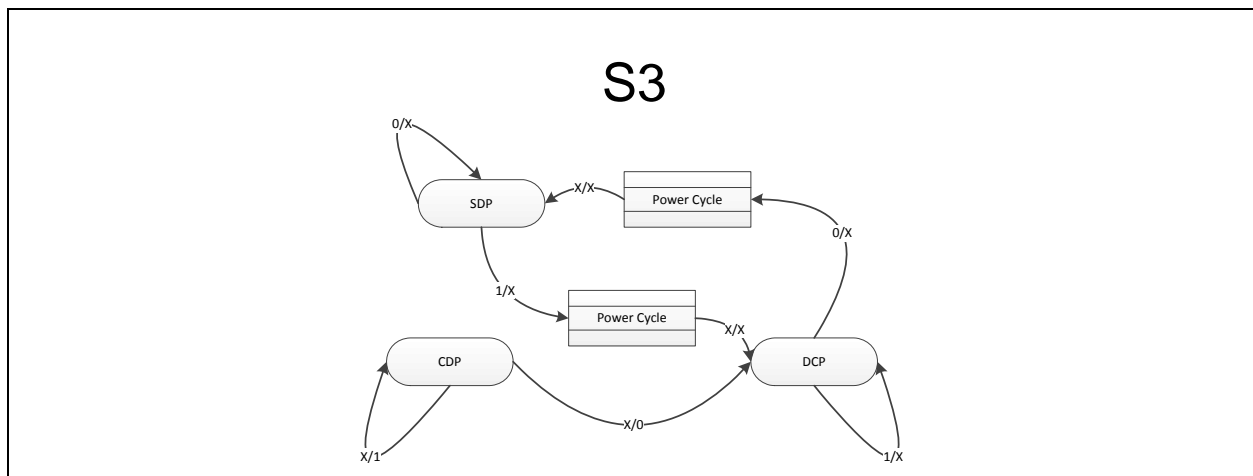 S3
0/X
X/X
Power Cycle
SDP
0/X
1/X
Power Cycle
X/X
CDP
DCP
X/0
X/1
1/X